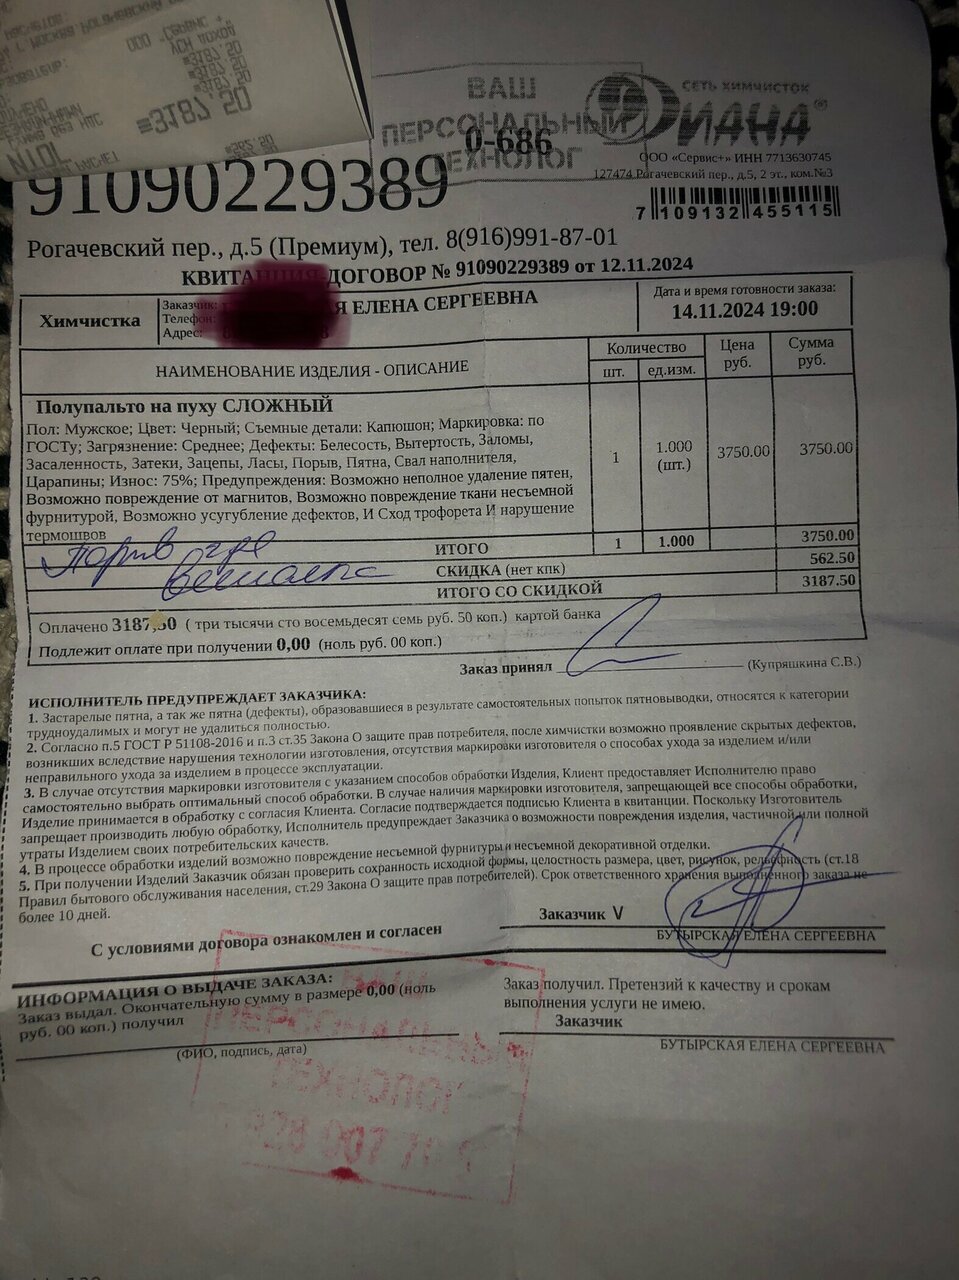 ООО "Сервис +"
УСН ДОХОД
≡3187.50
≡3187.50
≡3187.50
ВАШ
ПЕРСОНАЛЬНЫЙ
ТЕХНОЛОГ
0-686
СЕТЬ ХИМЧИСТОК
ДИАНА®
ООО «Сервис+» ИНН 7713630745
127474 Рогачевский пер., д.5, 2 эт., ком.№3
91090229389
7 109132 455115
Рогачевский пер., д.5 (Премиум), тел. 8(916)991-87-01
КВИТАНЦИЯ-ДОГОВОР № 91090229389 от 12.11.2024
Химчистка
Заказчик: Я ЕЛЕНА СЕРГЕЕВНА
Телефон:
Адрес:
Дата и время готовности заказа:
14.11.2024 19:00
НАИМЕНОВАНИЕ ИЗДЕЛИЯ - ОПИСАНИЕ
Количество
шт. ед.изм.
Цена
руб.
Сумма
руб.
Полупальто на пуху СЛОЖНЫЙ
Пол: Мужское; Цвет: Черный; Съемные детали: Капюшон; Маркировка: по
ГОСТу; Загрязнение: Среднее; Дефекты: Белесость, Вытертость, Заломы,
Засаленность, Затеки, Зацепы, Ласы, Порыв, Пятна, Свал наполнителя,
Царапины; Износ: 75%; Предупреждения: Возможно неполное удаление пятен,
Возможно повреждение от магнитов, Возможно повреждение ткани несъемной
фурнитурой, Возможно усугубление дефектов, И Сход трофорета И нарушение
термошвов
1 1.000 (шт.) 3750.00 3750.00
Порыв где
вешалка
ИТОГО 1 1.000 3750.00
СКИДКА (нет кпк) 562.50
ИТОГО СО СКИДКОЙ 3187.50
Оплачено 3187,50 ( три тысячи сто восемьдесят семь руб. 50 коп.) картой банка
Подлежит оплате при получении 0,00 (ноль руб. 00 коп.)
Заказ принял (Купряшкина С.В.)
ИСПОЛНИТЕЛЬ ПРЕДУПРЕЖДАЕТ ЗАКАЗЧИКА:
1. Застарелые пятна, а так же пятна (дефекты), образовавшиеся в результате самостоятельных попыток пятновыводки, относятся к категории
трудноудалимых и могут не удалиться полностью.
2. Согласно п.5 ГОСТ Р 51108-2016 и п.3 ст.35 Закона О защите прав потребителя, после химчистки возможно проявление скрытых дефектов,
возникших вследствие нарушения технологии изготовления, отсутствия маркировки изготовителя о способах ухода за изделием и/или
неправильного ухода за изделием в процессе эксплуатации.
3. В случае отсутствия маркировки изготовителя с указанием способов обработки Изделия, Клиент предоставляет Исполнителю право
самостоятельно выбрать оптимальный способ обработки. В случае наличия маркировки изготовителя, запрещающей все способы обработки,
Изделие принимается в обработку с согласия Клиента. Согласие подтверждается подписью Клиента в квитанции. Поскольку Изготовитель
запрещает производить любую обработку, Исполнитель предупреждает Заказчика о возможности повреждения изделия, частичной или полной
утраты Изделием своих потребительских качеств.
4. В процессе обработки изделий возможно повреждение несъемной фурнитуры и несъемной декоративной отделки.
5. При получении Изделий Заказчик обязан проверить сохранность исходной формы, целостность размера, цвет, рисунок, рельефность (ст.18
Правил бытового обслуживания населения, ст.29 Закона О защите прав потребителей). Срок ответственного хранения выполненного заказа не
более 10 дней.
Заказчик V
БУТЫРСКАЯ ЕЛЕНА СЕРГЕЕВНА
С условиями договора ознакомлен и согласен
ИНФОРМАЦИЯ О ВЫДАЧЕ ЗАКАЗА:
Заказ выдал. Окончательную сумму в размере 0,00 (ноль
руб. 00 коп.) получил
(ФИО, подпись, дата)
Заказ получил. Претензий к качеству и срокам
выполнения услуги не имею.
Заказчик
БУТЫРСКАЯ ЕЛЕНА СЕРГЕЕВНА